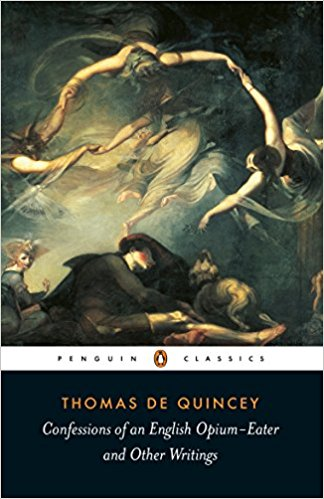 PENGUIN CLASSICS
THOMAS DE QUINCEY
Confessions of an English Opium–Eater
and Other Writings